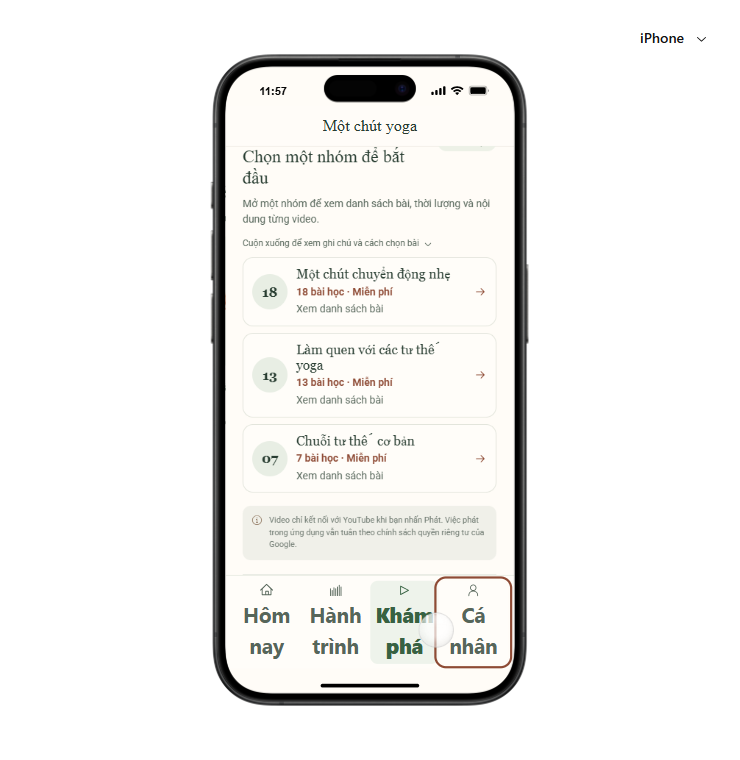 iPhone
11:57
Một chút yoga
Chọn một nhóm để bắt
đầu
Mở một nhóm để xem danh sách bài, thời lượng và nội
dung từng video.
Cuộn xuống để xem ghi chú và cách chọn bài
18
Một chút chuyển động nhẹ
18 bài học · Miễn phí
Xem danh sách bài
13
Làm quen với các tư thế
yoga
13 bài học · Miễn phí
Xem danh sách bài
07
Chuỗi tư thế cơ bản
7 bài học · Miễn phí
Xem danh sách bài
Video chỉ kết nối với YouTube khi bạn nhấn Phát. Việc phát
trong ứng dụng vẫn tuân theo chính sách quyền riêng tư của
Google.
Hôm
nay
Hành
trình
Khám
phá
Cá
nhân